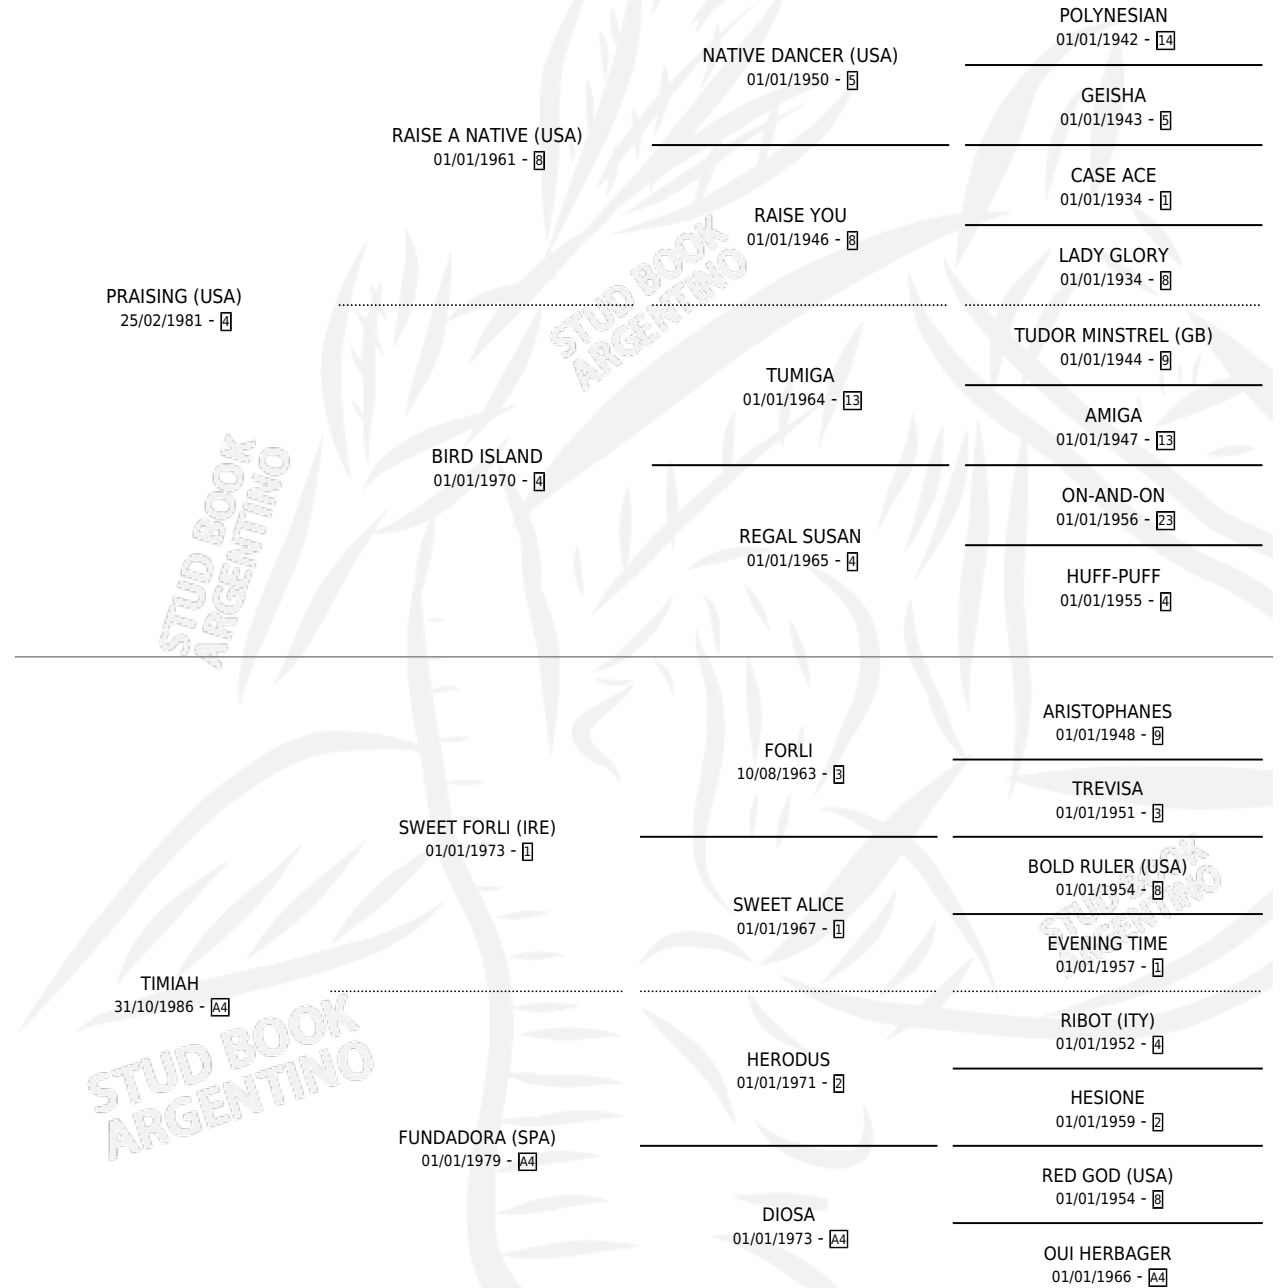 POLYNESIAN
01/01/1942 - 14
NATIVE DANCER (USA)
01/01/1950 - 5
GEISHA
01/01/1943 - 5
RAISE A NATIVE (USA)
01/01/1961 - 8
CASE ACE
01/01/1934 - 1
RAISE YOU
01/01/1946 - 8
LADY GLORY
01/01/1934 - 8
PRAISING (USA)
25/02/1981 - 4
STUD BOOK
ARGENTINO
TUDOR MINSTREL (GB)
01/01/1944 - 9
TUMIGA
01/01/1964 - 13
AMIGA
01/01/1947 - 13
BIRD ISLAND
01/01/1970 - 4
ON-AND-ON
01/01/1956 - 23
REGAL SUSAN
01/01/1965 - 4
HUFF-PUFF
01/01/1955 - 4
STUD BOOK
ARGENTINO
ARISTOPHANES
01/01/1948 - 9
FORLI
10/08/1963 - 3
TREVISA
01/01/1951 - 3
SWEET FORLI (IRE)
01/01/1973 - 1
BOLD RULER (USA)
01/01/1954 - 8
SWEET ALICE
01/01/1967 - 1
STUD BOOK
ARGENTINO
EVENING TIME
01/01/1957 - 1
TIMIAH
31/10/1986 - A4
RIBOT (ITY)
01/01/1952 - 4
STUD BOOK
ARGENTINO
HERODUS
01/01/1971 - 2
HESIONE
01/01/1959 - 2
FUNDADORA (SPA)
01/01/1979 - A4
RED GOD (USA)
01/01/1954 - 8
DIOSA
01/01/1973 - A4
OUI HERBAGER
01/01/1966 - A4